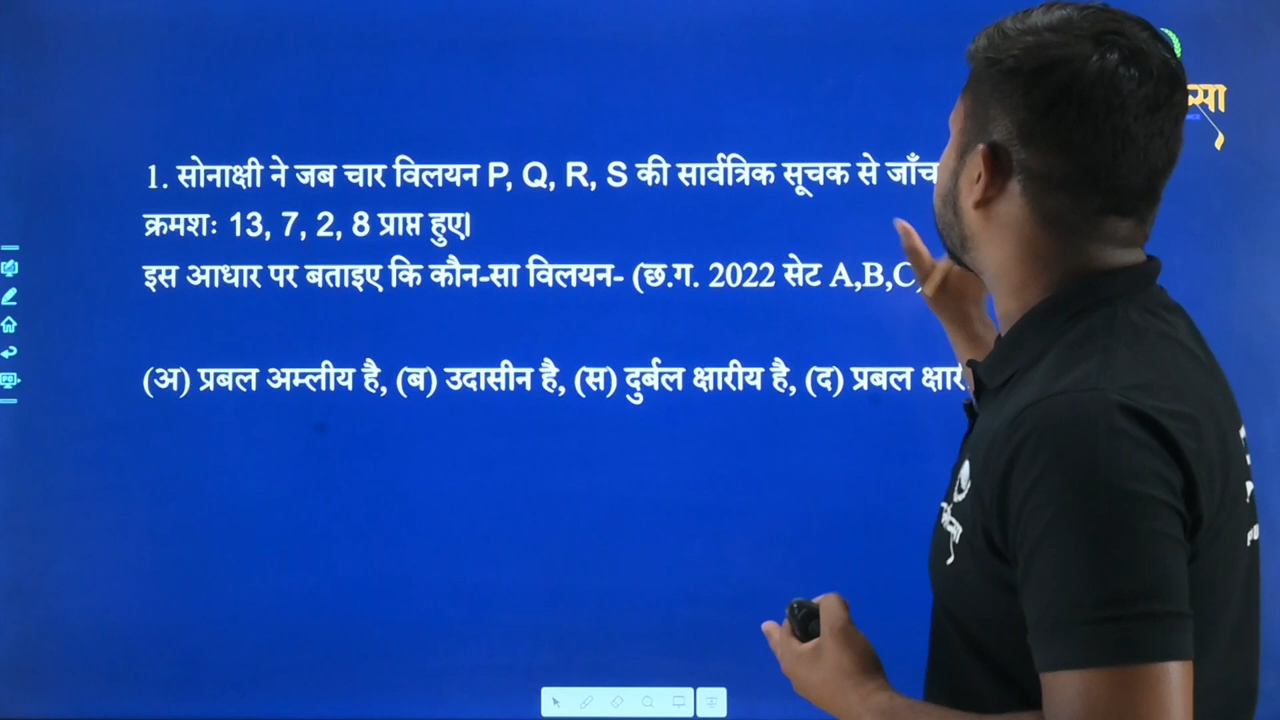 1. सोनाक्षी ने जब चार विलयन P, Q, R, S की सार्वत्रिक सूचक से जाँच
क्रमशः 13, 7, 2, 8 प्राप्त हुए।
इस आधार पर बताइए कि कौन-सा विलयन- (छ.ग. 2022 सेट A,B,C)
(अ) प्रबल अम्लीय है, (ब) उदासीन है, (स) दुर्बल क्षारीय है, (द) प्रबल